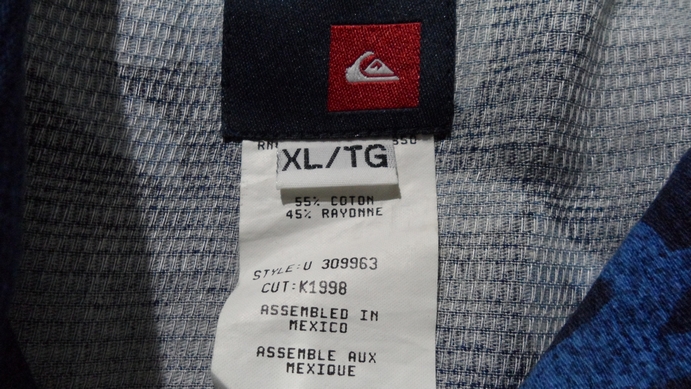 XL/TG
55% COTON
45% RAYONNE
STYLE:U 309963
CUT:K1998
ASSEMBLED IN
MEXICO
ASSEMBLE AUX
MEXIQUE